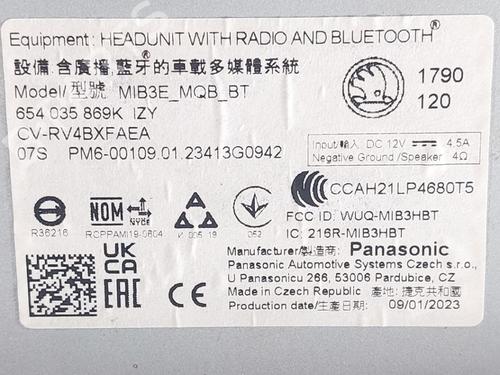 Equipment: HEADUNIT WITH RADIO AND BLUETOOTH®
設備: 含廣播, 藍牙的車載多媒體系統
Model/ 型號 MIB3E_MQB_BT
654 035 869K IZY
CV-RV4BXFAEA
07S PM6-00109.01.23413G0942
1790
120
Input/輸入: DC 12V 4.5A
Negative Ground /Speaker 4Ω
CCAH21LP4680T5
FCC ID: WUQ-MIB3HBT
IC: 216R-MIB3HBT
R36216
NOM
RCPPAMI19-0604
052
UK
CA
EAC
Manufacturer/製造商: Panasonic
Panasonic Automotive Systems Czech s.r.o.,
U Panasonicu 266, 53006 Pardubice, CZ
Made in Czech Republic 產地: 捷克共和國
Production date/生產日期: 09/01/2023